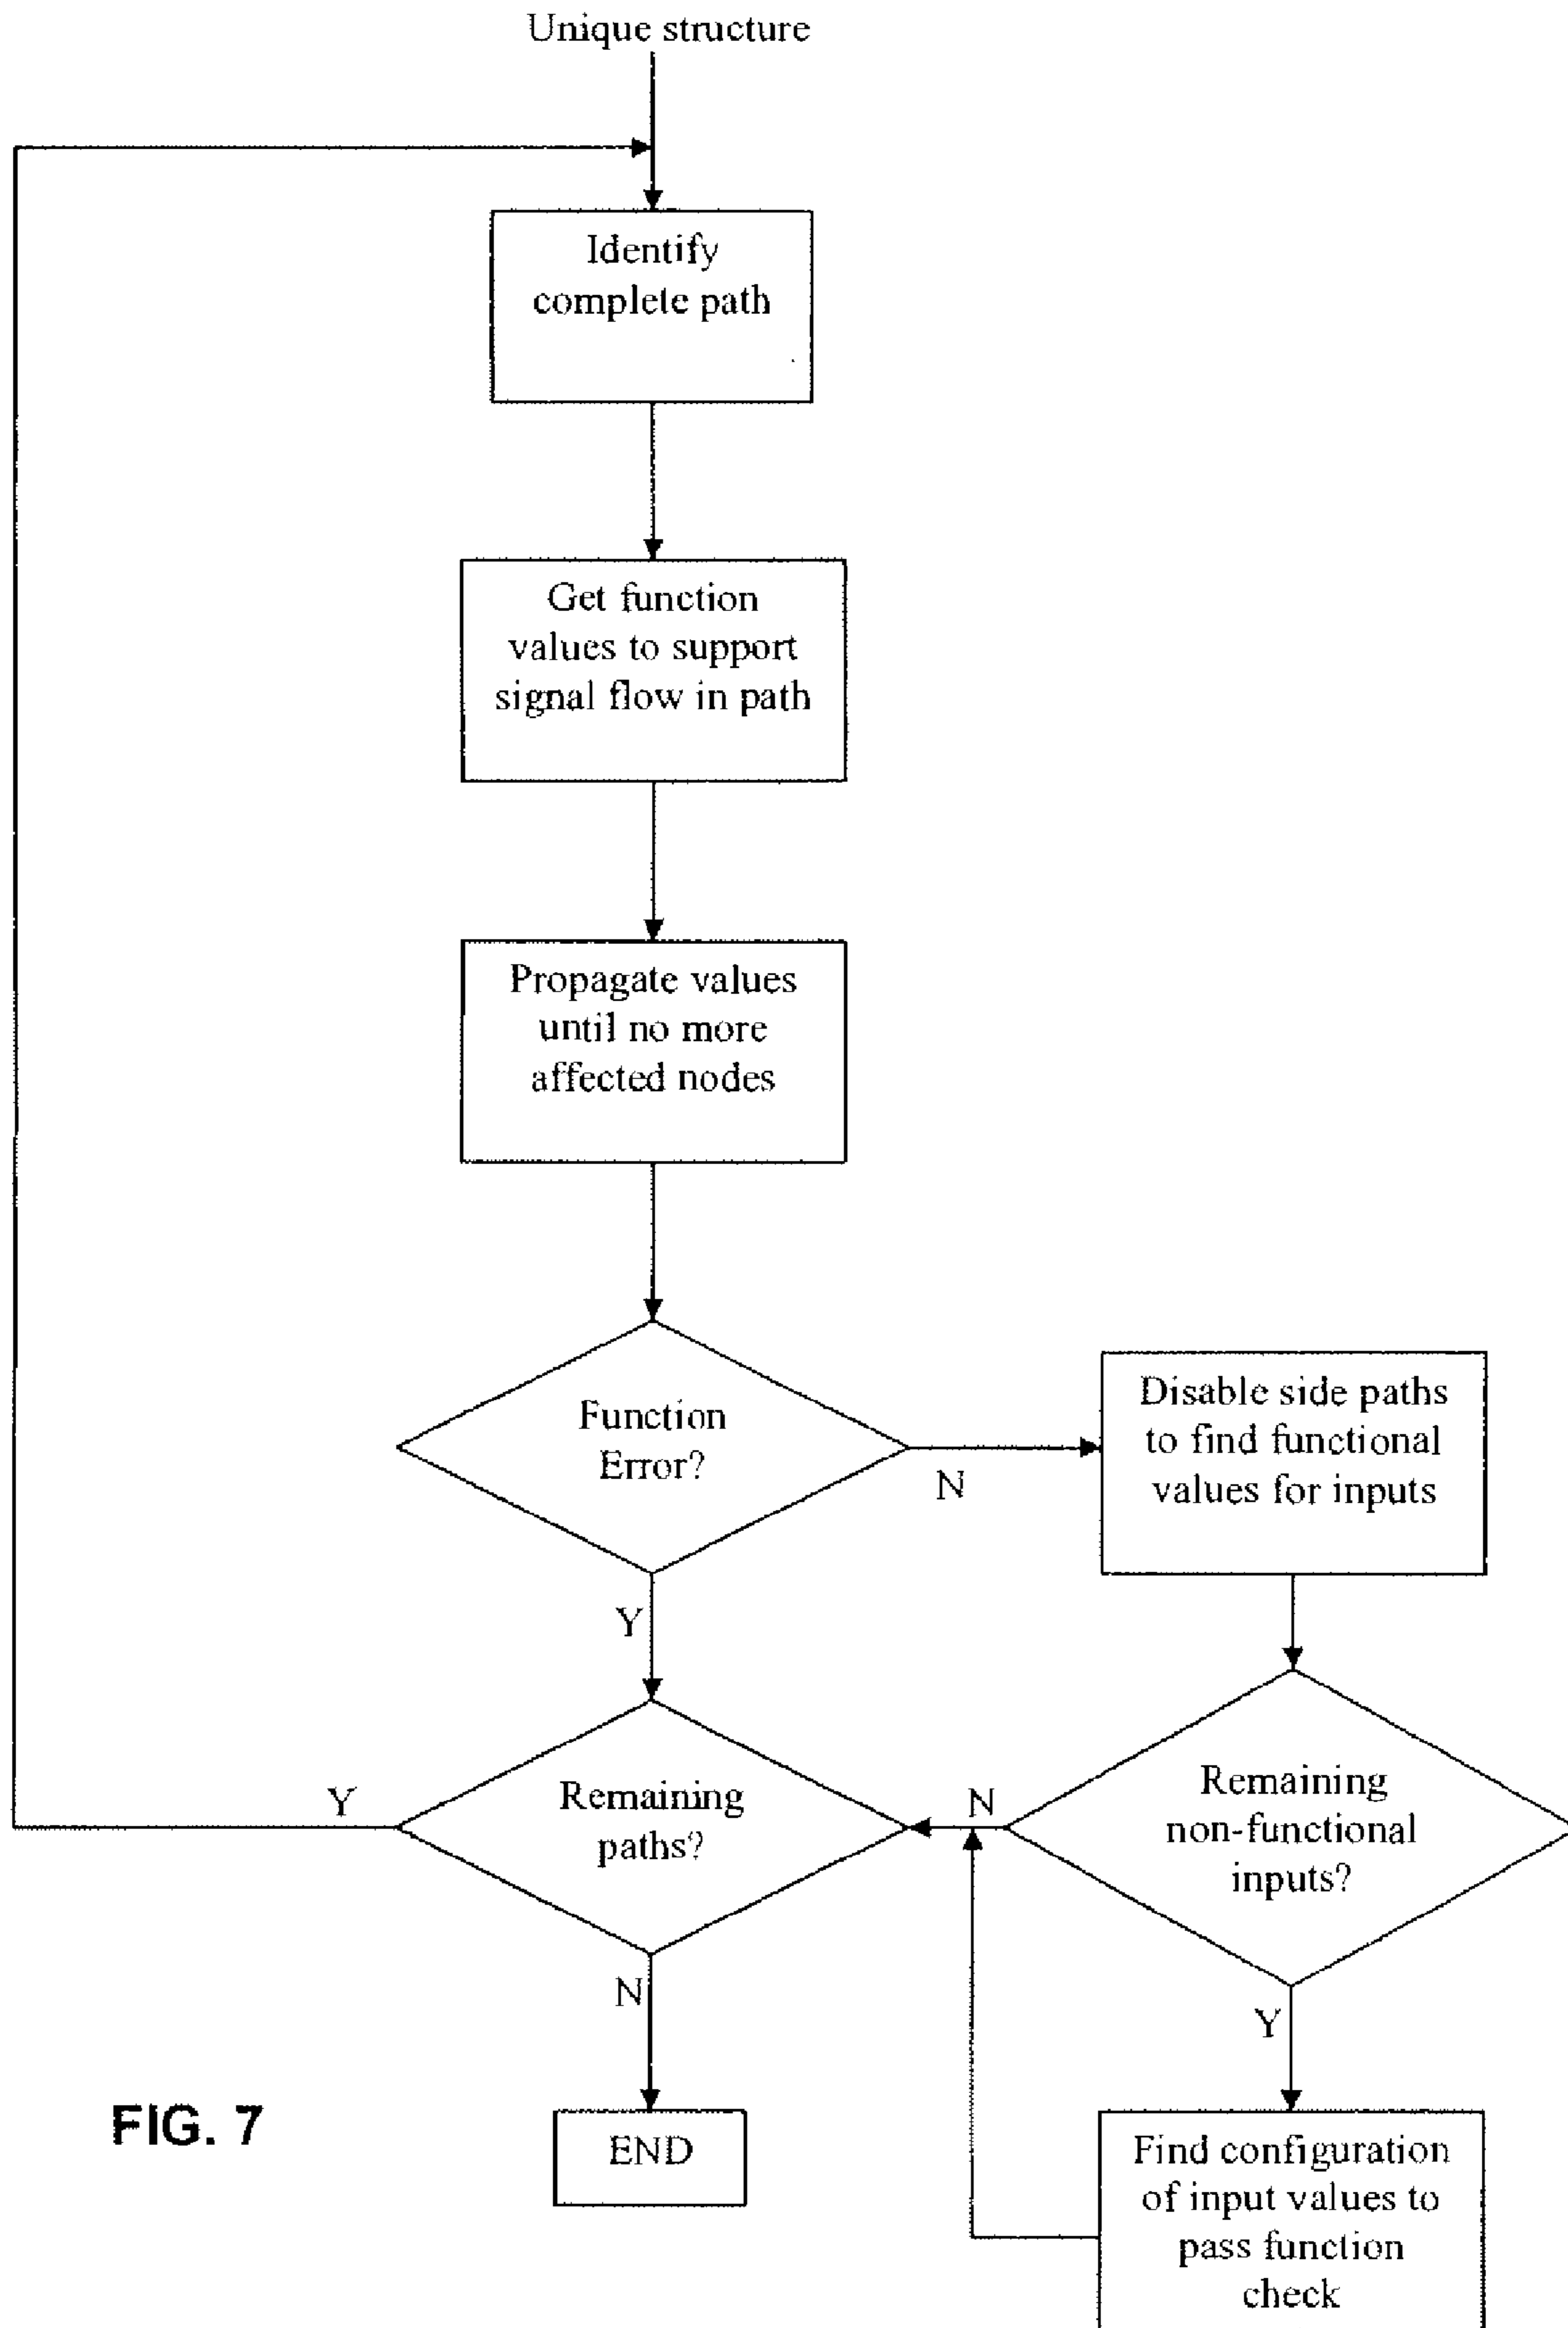 Unique structure
Identify
complete path
Get function
values to support
signal flow in path
Propagate values
until no more
affected nodes
Function
Error?
N
Y
Disable side paths
to find functional
values for inputs
Remaining
paths?
Y
N
N
Remaining
non-functional
inputs?
Y
END
Find configuration
of input values to
pass function
check
FIG. 7